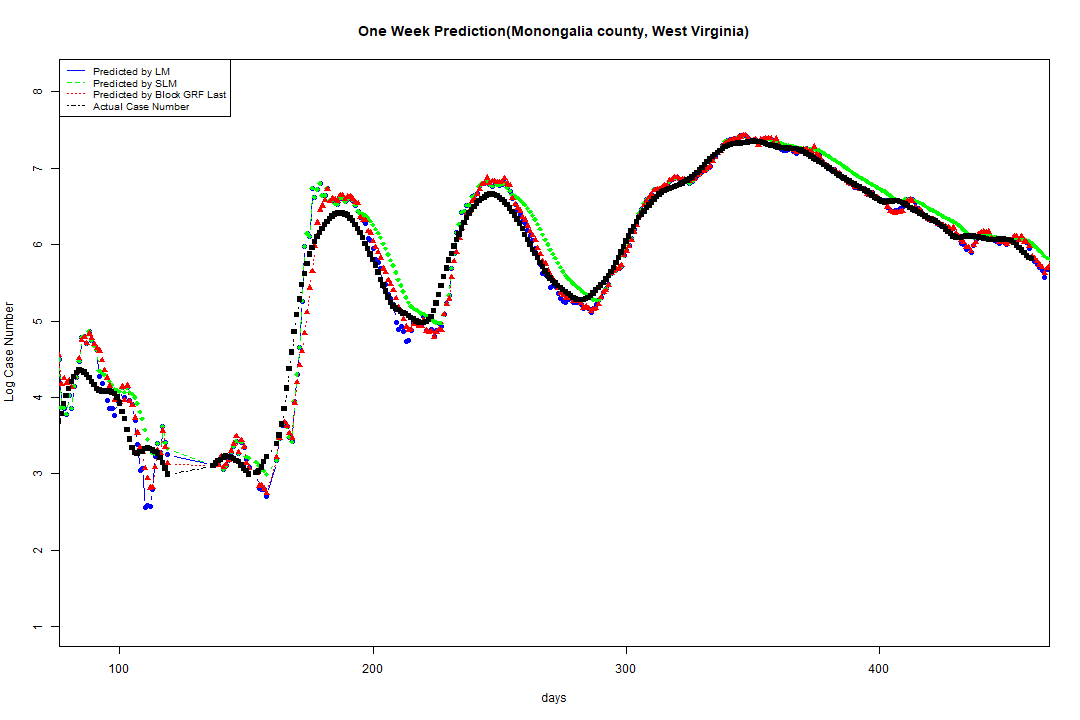 One Week Prediction(Monongalia county, West Virginia)
Predicted by LM
Predicted by SLM
Predicted by Block GRF Last
Actual Case Number
8
7
6
5
4
3
2
1
Log Case Number
100 200 300 400
days